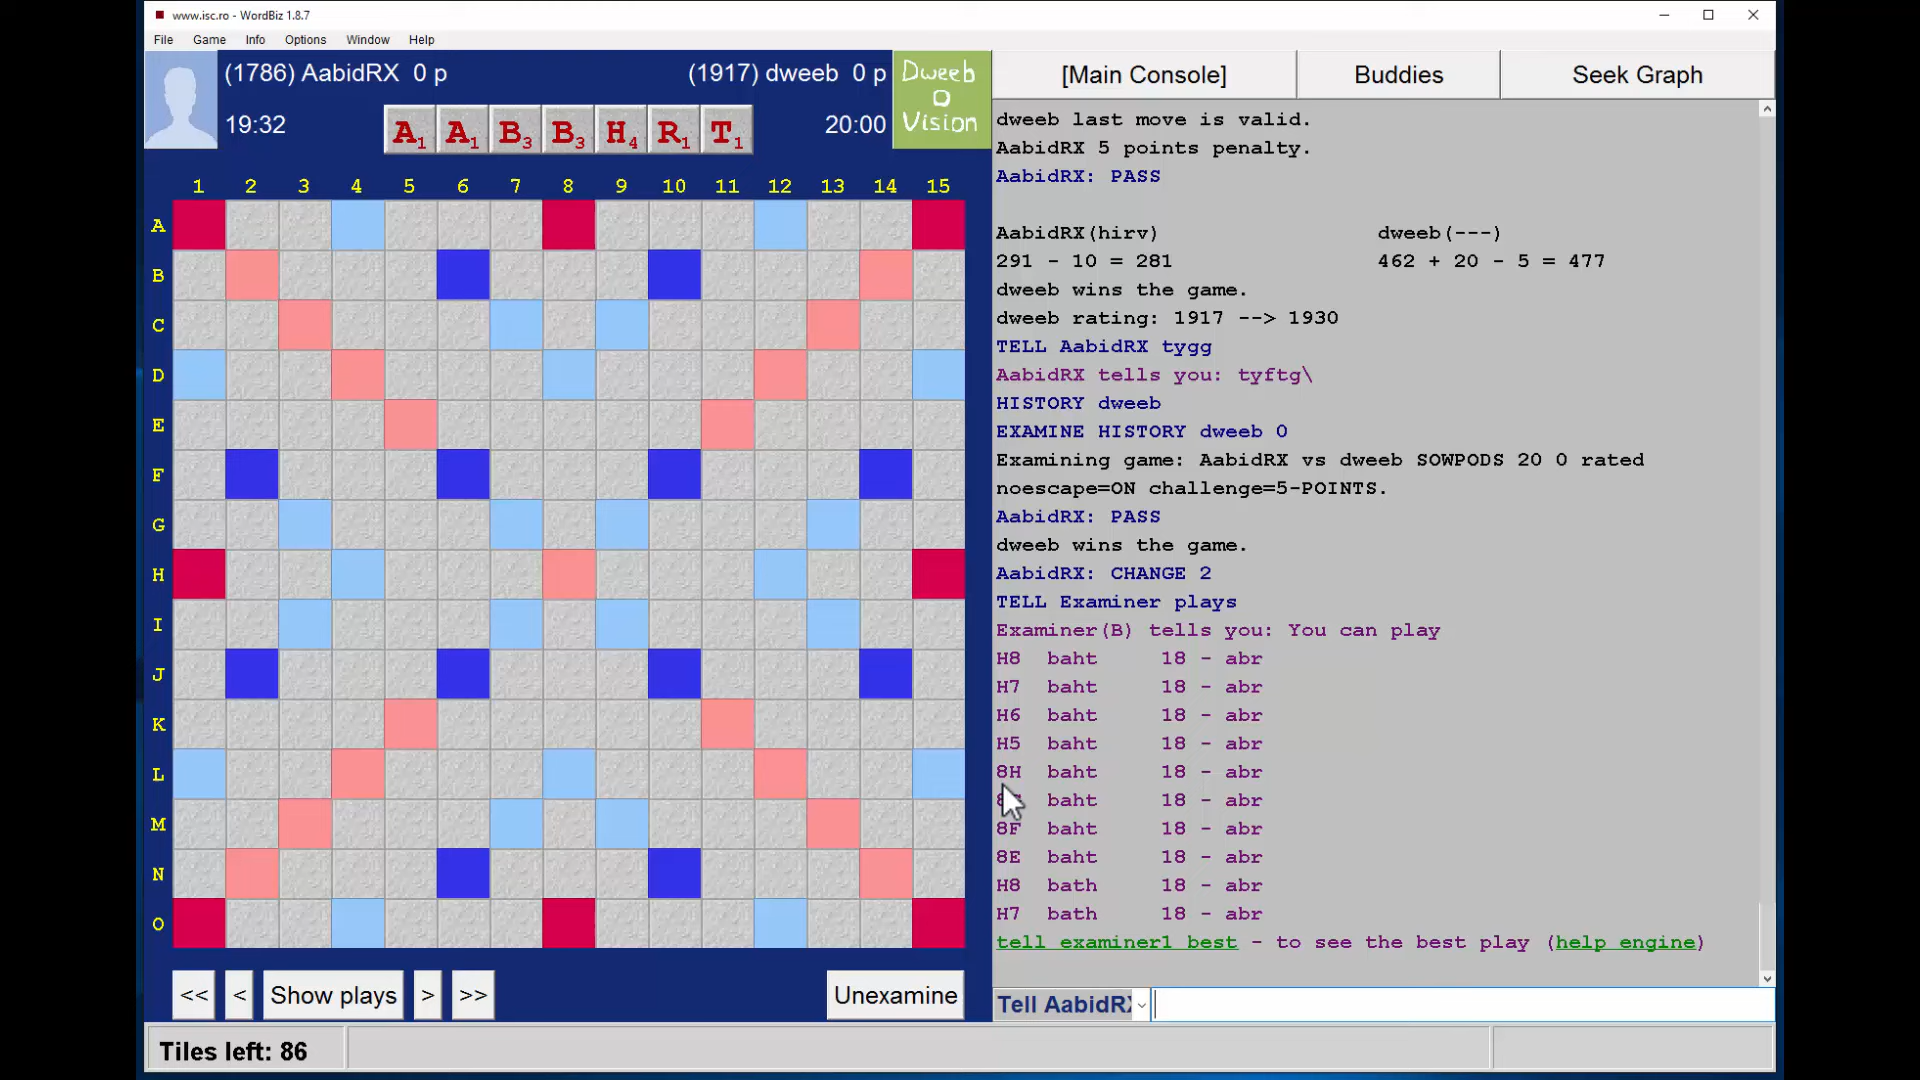 www.isc.ro - WordBiz 1.8.7
File Game Info Options Window Help
(1786) AabidRX 0 p (1917) dweeb 0 p
19:32 A1 A1 B3 B3 H4 R1 T1 20:00
Dweeb
O
Vision
1 2 3 4 5 6 7 8 9 10 11 12 13 14 15
A
B
C
D
E
F
G
H
I
J
K
L
M
N
O
<< < Show plays > >> Unexamine
Tiles left: 86
[Main Console] Buddies Seek Graph
dweeb last move is valid.
AabidRX 5 points penalty.
AabidRX: PASS
AabidRX(hirv) dweeb(---)
291 - 10 = 281 462 + 20 - 5 = 477
dweeb wins the game.
dweeb rating: 1917 --> 1930
TELL AabidRX tygg
AabidRX tells you: tyftg\
HISTORY dweeb
EXAMINE HISTORY dweeb 0
Examining game: AabidRX vs dweeb SOWPODS 20 0 rated
noescape=ON challenge=5-POINTS.
AabidRX: PASS
dweeb wins the game.
AabidRX: CHANGE 2
TELL Examiner plays
Examiner(B) tells you: You can play
H8 baht 18 - abr
H7 baht 18 - abr
H6 baht 18 - abr
H5 baht 18 - abr
8H baht 18 - abr
baht 18 - abr
8F baht 18 - abr
8E baht 18 - abr
H8 bath 18 - abr
H7 bath 18 - abr
tell examiner1 best - to see the best play (help engine)
Tell AabidRX